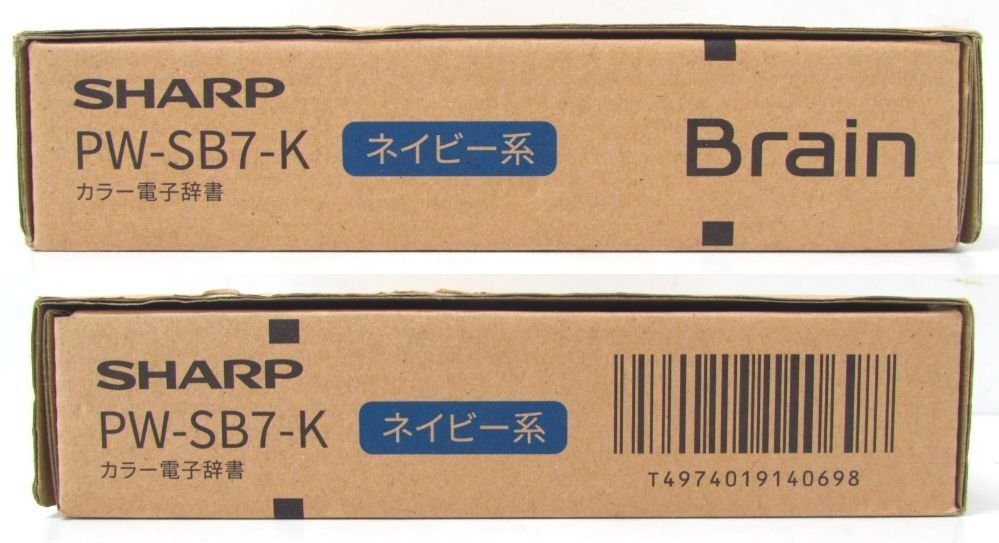 SHARP
PW-SB7-K ネイビー系
カラー電子辞書
Brain
SHARP
PW-SB7-K ネイビー系
カラー電子辞書
T4974019140698